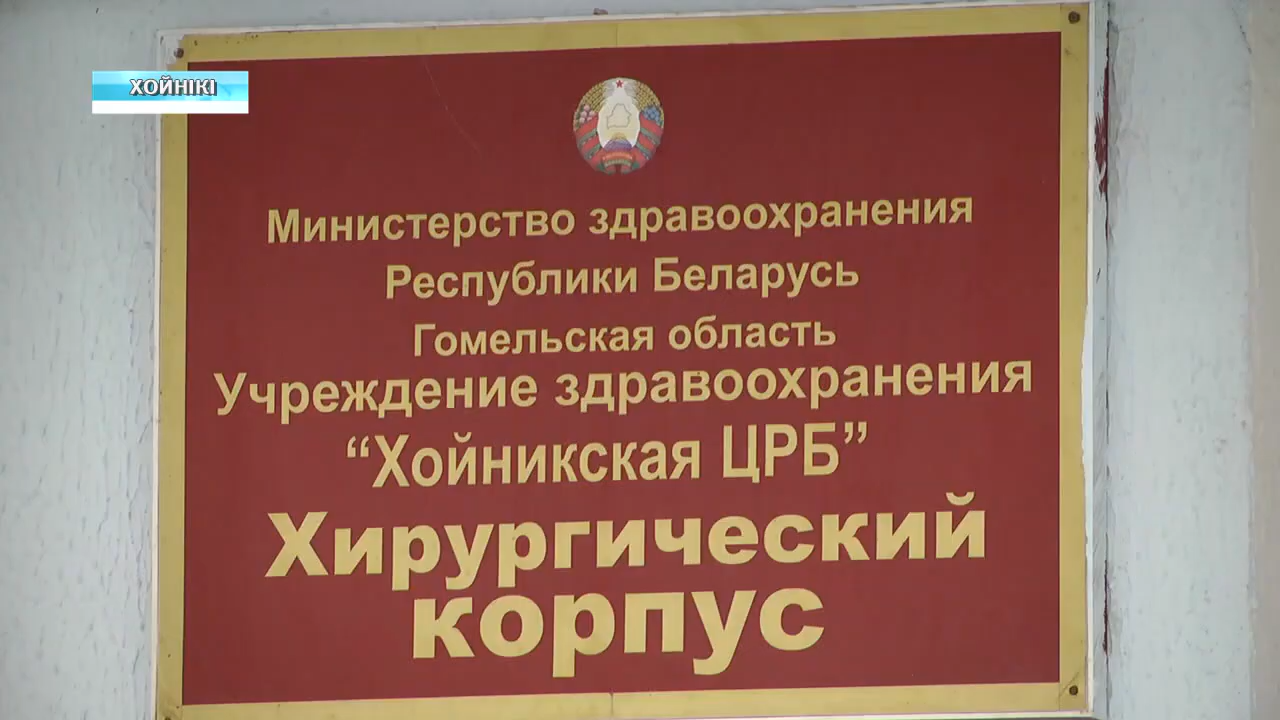 ХОЙНІКІ
Министерство здравоохранения
Республики Беларусь
Гомельская область
Учреждение здравоохранения
“Хойникская ЦРБ”
Хирургический
корпус